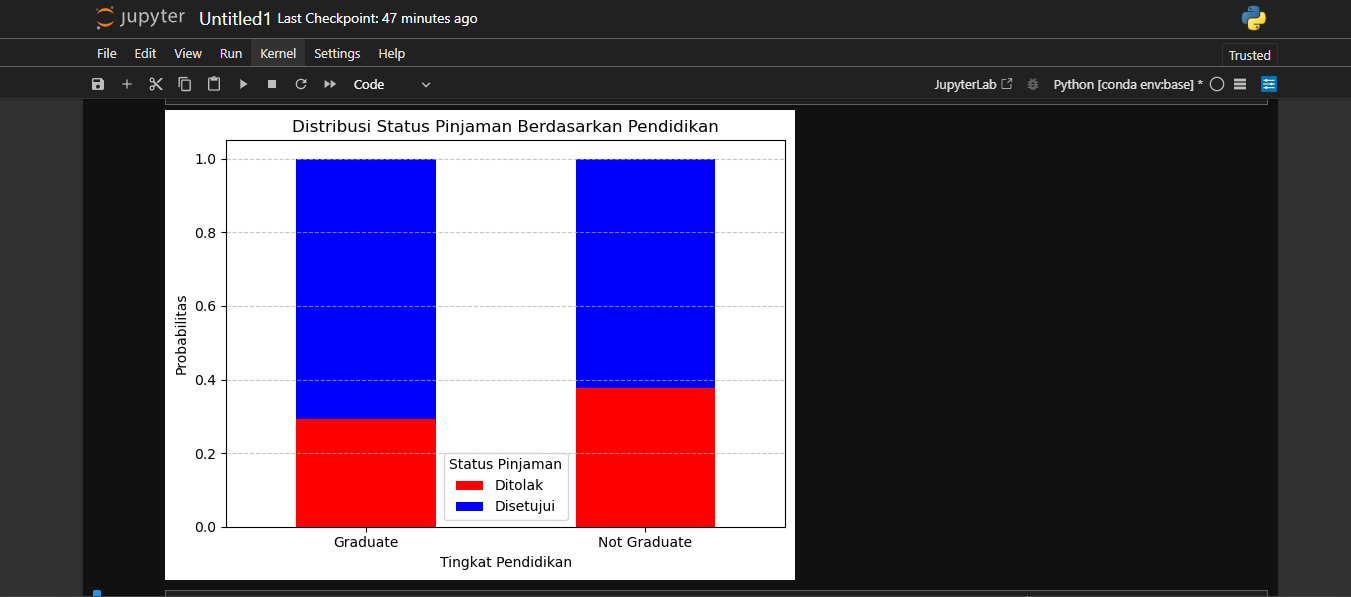 jupyter Untitled1 Last Checkpoint: 47 minutes ago
File Edit View Run Kernel Settings Help Trusted
Code JupyterLab Python [conda env:base] *
Distribusi Status Pinjaman Berdasarkan Pendidikan
1.0
0.8
0.6
0.4
0.2
0.0
Probabilitas
Status Pinjaman
Ditolak
Disetujui
Graduate Not Graduate
Tingkat Pendidikan